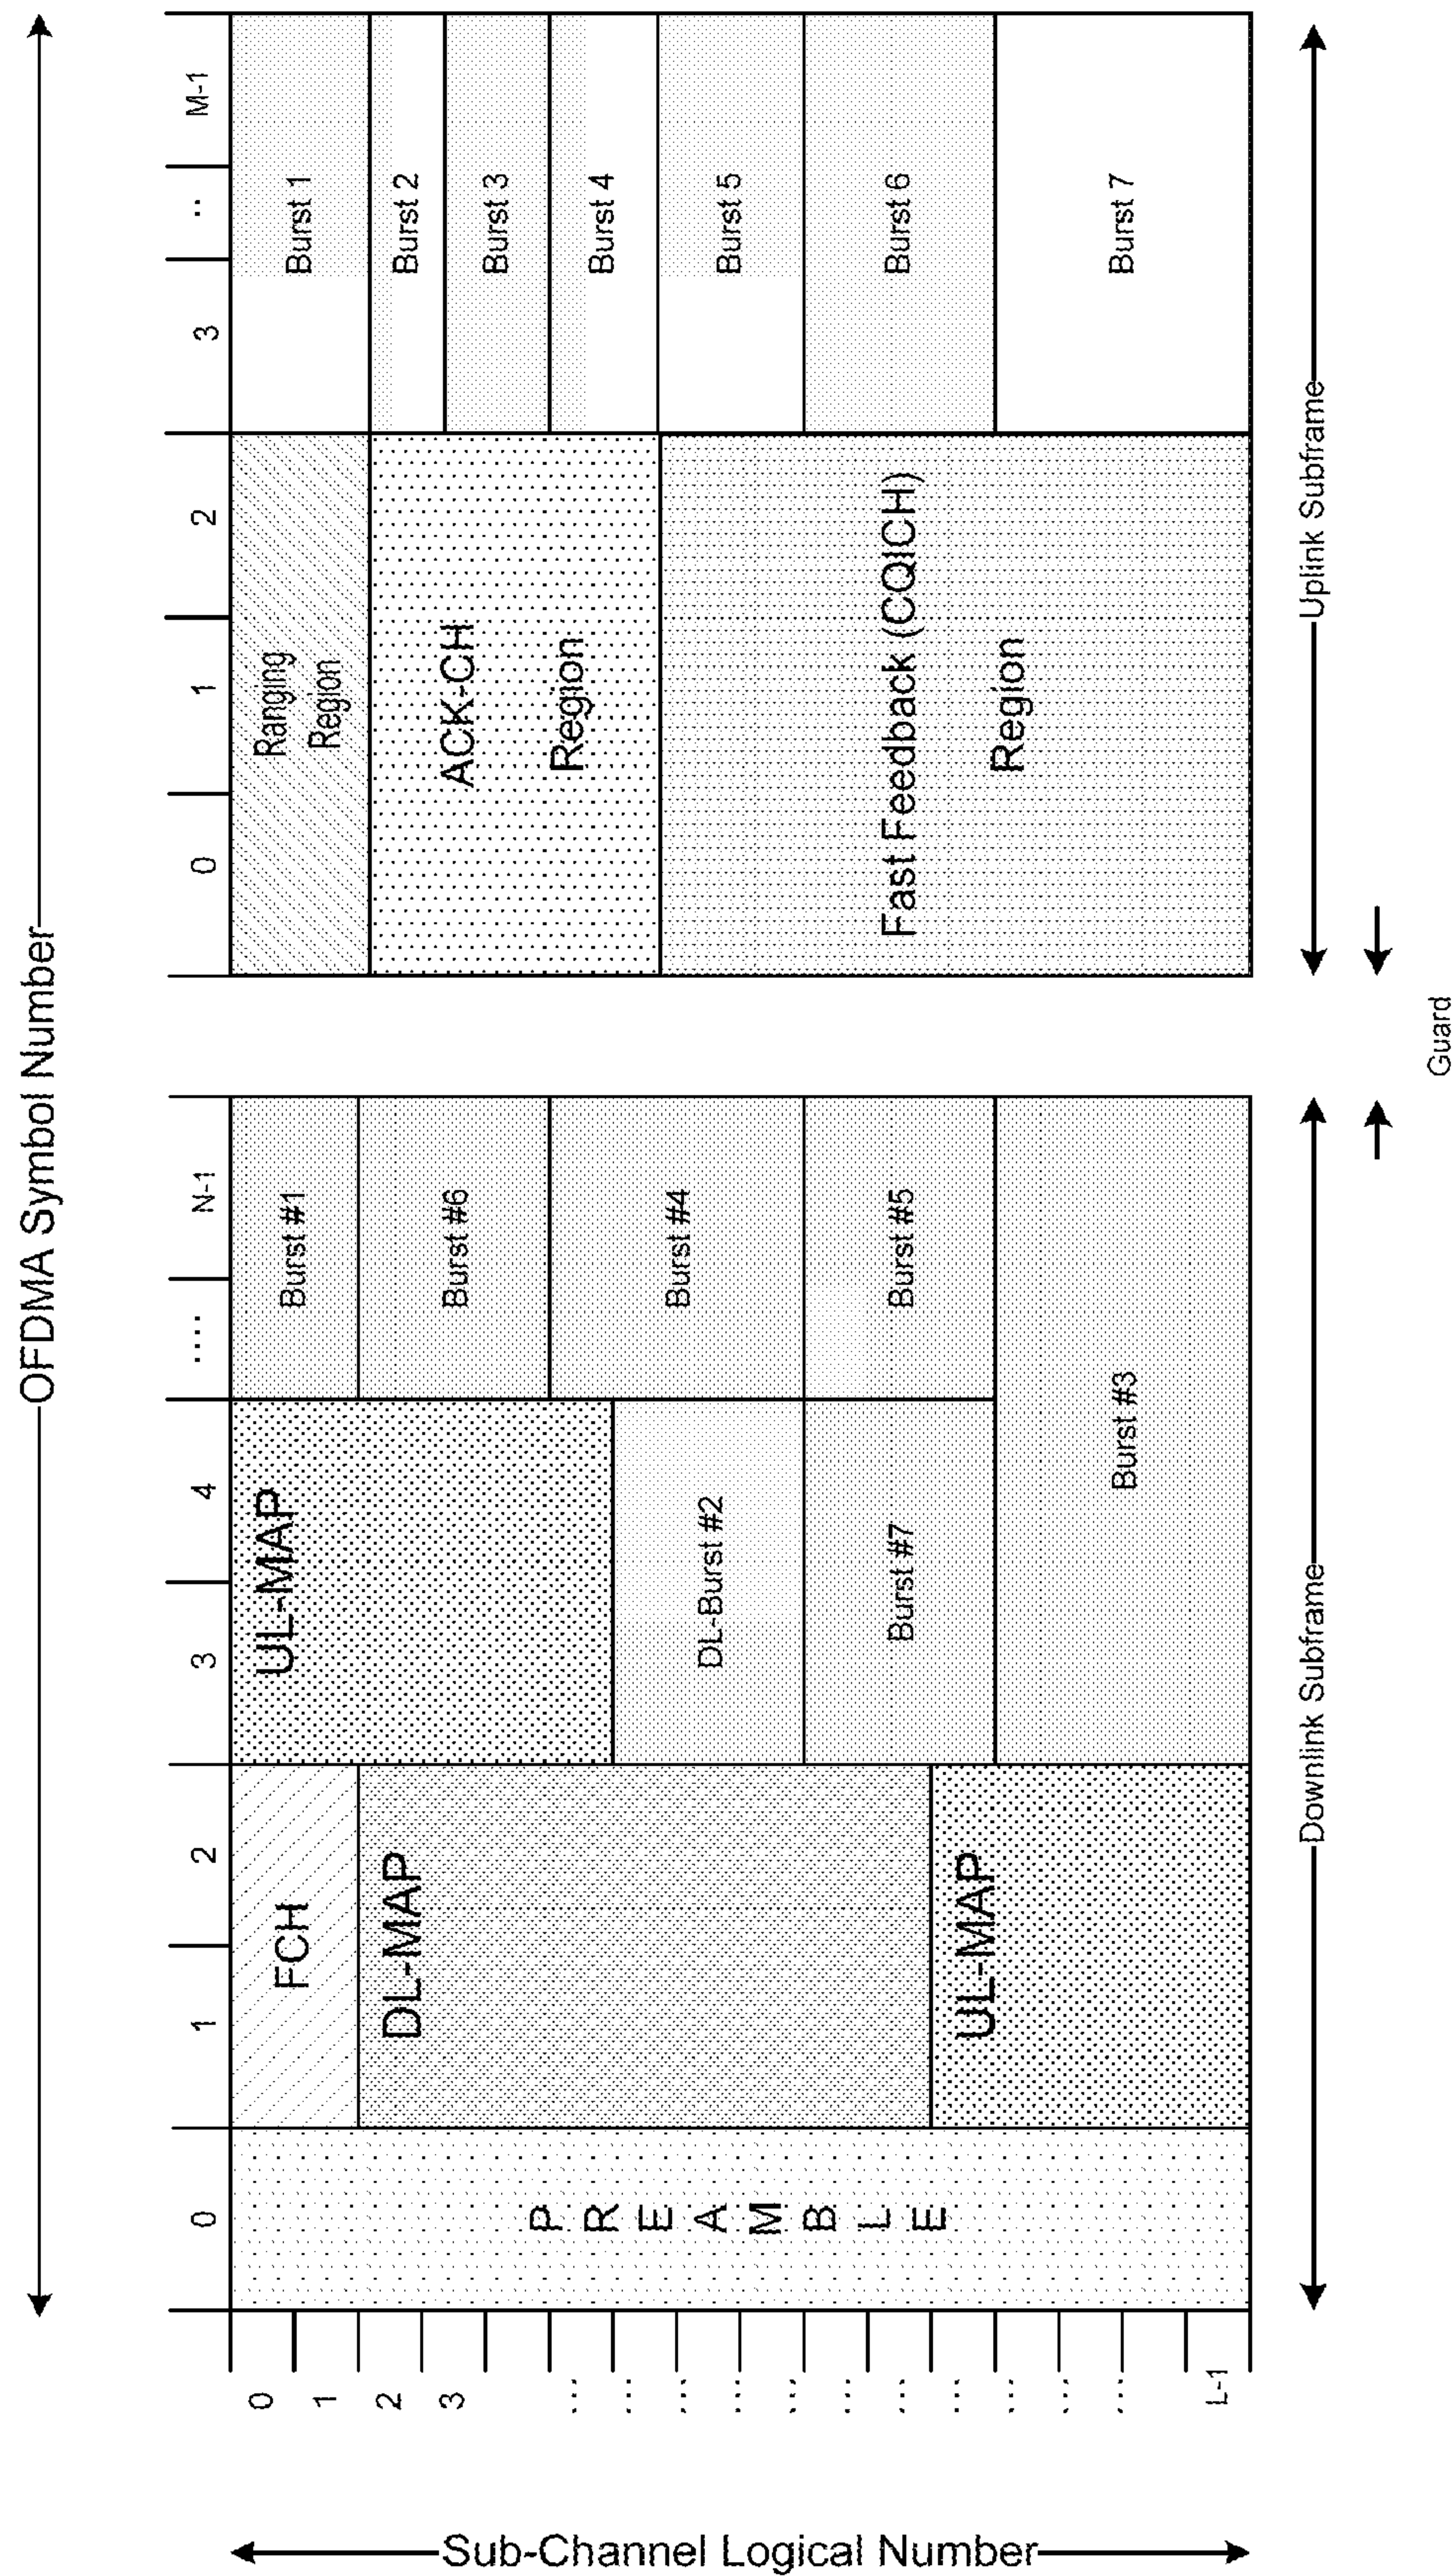 OFDMA Symbol Number
0
1
2
3
4
....
N-1
0
1
2
3
..
M-1
Sub-Channel Logical Number
0
1
2
3
...
...
...
...
...
...
...
...
...
...
...
L-1
PREAMBLE
FCH
DL-MAP
UL-MAP
UL-MAP
DL-Burst #2
Burst #7
Burst #1
Burst #6
Burst #4
Burst #5
Burst #3
Ranging
Region
ACK-CH
Region
Fast Feedback (CQICH)
Region
Burst 1
Burst 2
Burst 3
Burst 4
Burst 5
Burst 6
Burst 7
Downlink Subframe
Uplink Subframe
Guard